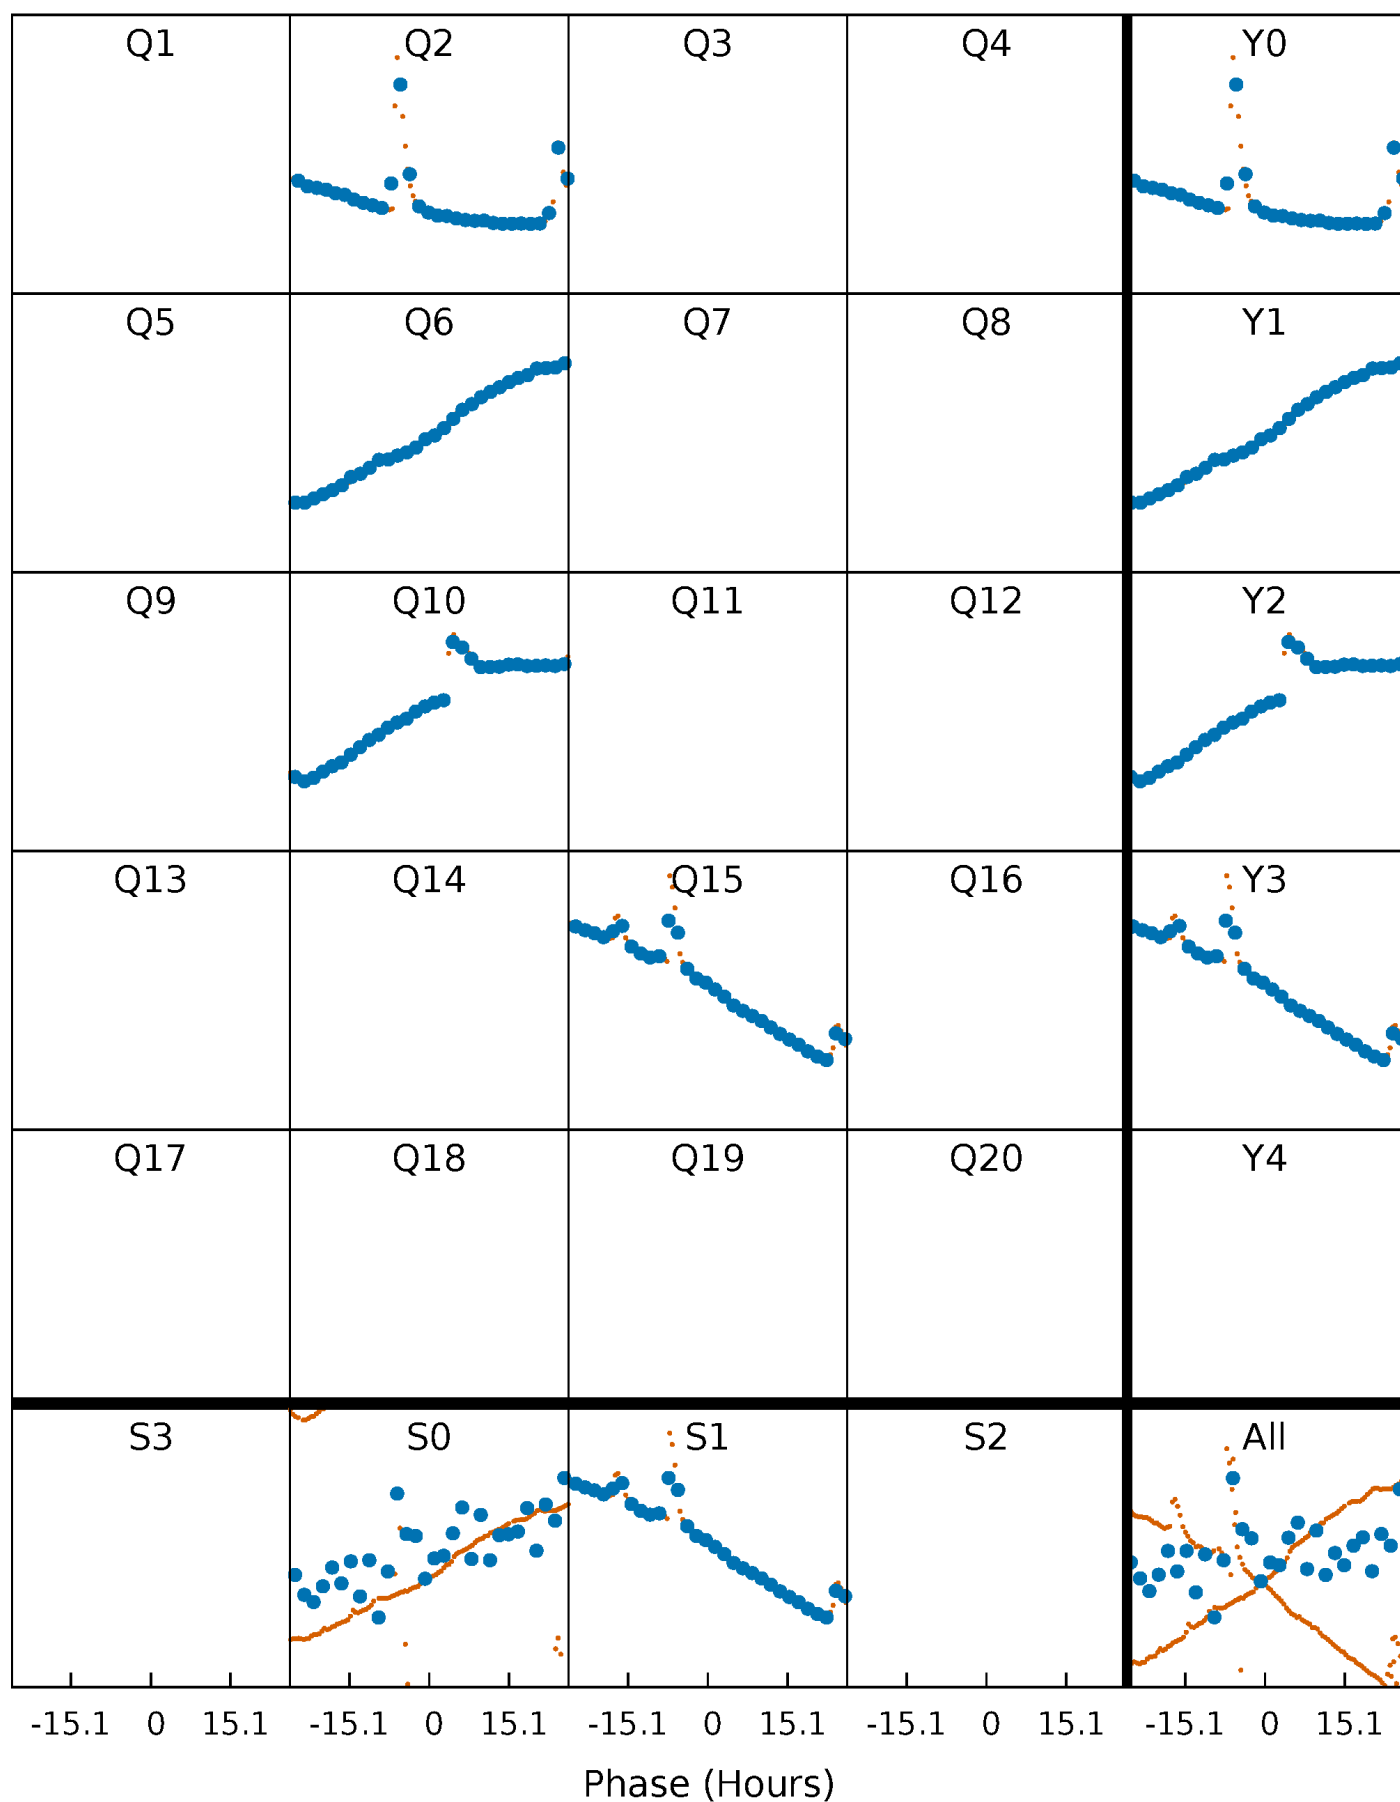 Q1 Q2 Q3 Q4 Y0
Q5 Q6 Q7 Q8 Y1
Q9 Q10 Q11 Q12 Y2
Q13 Q14 Q15 Q16 Y3
Q17 Q18 Q19 Q20 Y4
S3 S0 S1 S2 All
-15.1 0 15.1 -15.1 0 15.1 -15.1 0 15.1 -15.1 0 15.1 -15.1 0 15.1
Phase (Hours)